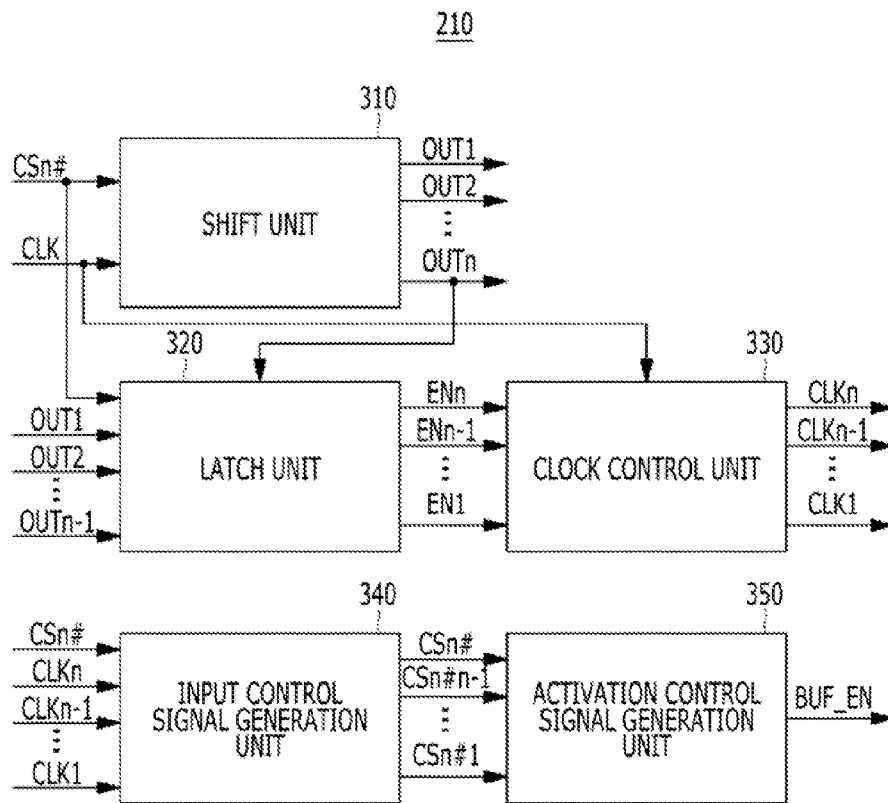 210
310
CSn#
CLK
SHIFT UNIT
OUT1
OUT2
OUTn
320
330
OUT1
OUT2
OUTn-1
LATCH UNIT
ENn
ENn-1
EN1
CLOCK CONTROL UNIT
CLKn
CLKn-1
CLK1
340
350
CSn#
CLKn
CLKn-1
CLK1
INPUT CONTROL
SIGNAL GENERATION
UNIT
CSn#
CSn#n-1
CSn#1
ACTIVATION CONTROL
SIGNAL GENERATION
UNIT
BUF_EN